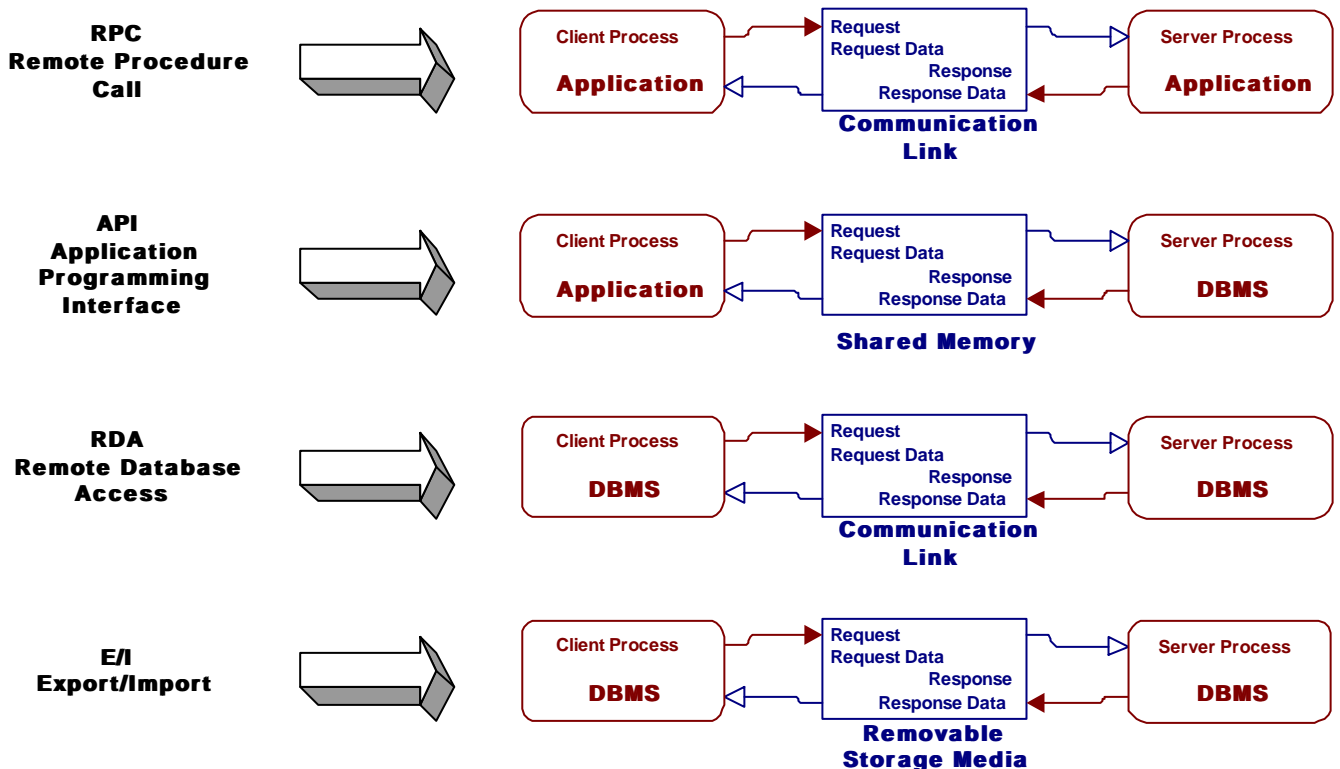 RPC
Remote Procedure
Call
Client Process
Application
Request
Request Data
Response
Response Data
Communication
Link
Server Process
Application
API
Application
Programming
Interface
Client Process
Application
Request
Request Data
Response
Response Data
Shared Memory
Server Process
DBMS
RDA
Remote Database
Access
Client Process
DBMS
Request
Request Data
Response
Response Data
Communication
Link
Server Process
DBMS
E/I
Export/Import
Client Process
DBMS
Request
Request Data
Response
Response Data
Removable
Storage Media
Server Process
DBMS